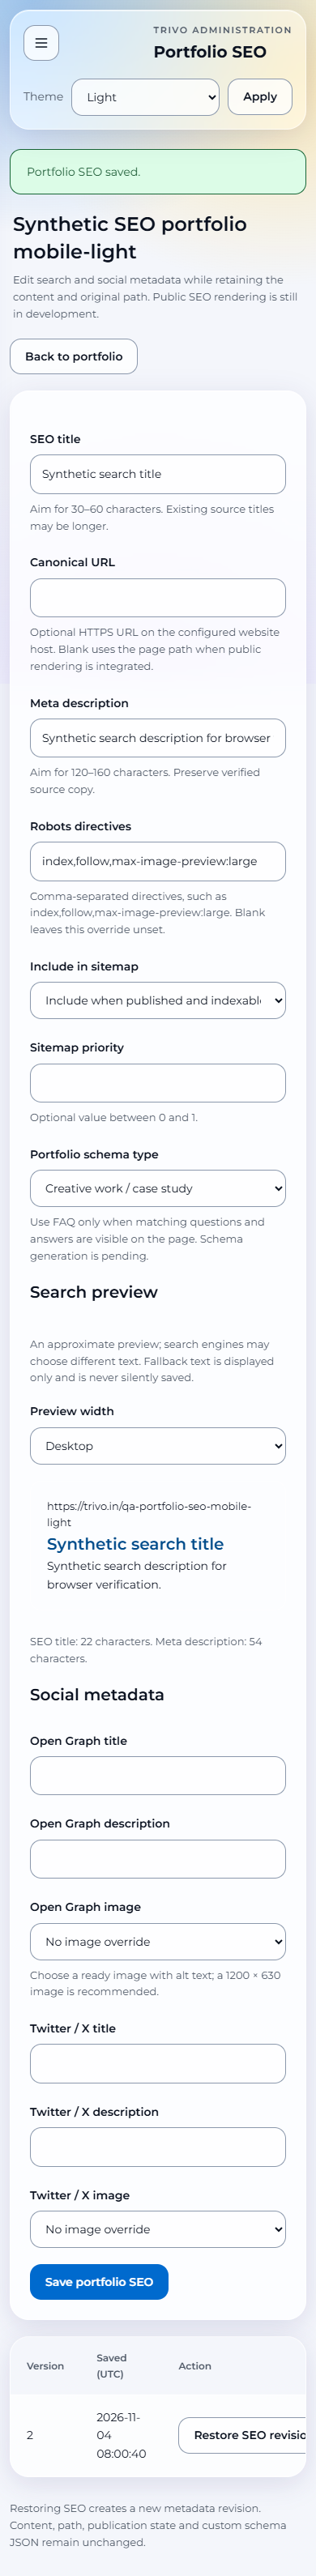 TRIVO ADMINISTRATION
Portfolio SEO
Theme
Light
Apply
Portfolio SEO saved.
Synthetic SEO portfolio
mobile-light
Edit search and social metadata while retaining the
content and original path. Public SEO rendering is still
in development.
Back to portfolio
SEO title
Synthetic search title
Aim for 30–60 characters. Existing source titles
may be longer.
Canonical URL
Optional HTTPS URL on the configured website
host. Blank uses the page path when public
rendering is integrated.
Meta description
Synthetic search description for browser
Aim for 120–160 characters. Preserve verified
source copy.
Robots directives
index,follow,max-image-preview:large
Comma-separated directives, such as
index,follow,max-image-preview:large. Blank
leaves this override unset.
Include in sitemap
Include when published and indexable
Sitemap priority
Optional value between 0 and 1.
Portfolio schema type
Creative work / case study
Use FAQ only when matching questions and
answers are visible on the page. Schema
generation is pending.
Search preview
An approximate preview; search engines may
choose different text. Fallback text is displayed
only and is never silently saved.
Preview width
Desktop
https://trivo.in/qa-portfolio-seo-mobile-
light
Synthetic search title
Synthetic search description for
browser verification.
SEO title: 22 characters. Meta description: 54
characters.
Social metadata
Open Graph title
Open Graph description
Open Graph image
No image override
Choose a ready image with alt text; a 1200 × 630
image is recommended.
Twitter / X title
Twitter / X description
Twitter / X image
No image override
Save portfolio SEO
Version
Saved
(UTC)
Action
2
2026-11-
04
08:00:40
Restore SEO revisio
Restoring SEO creates a new metadata revision.
Content, path, publication state and custom schema
JSON remain unchanged.